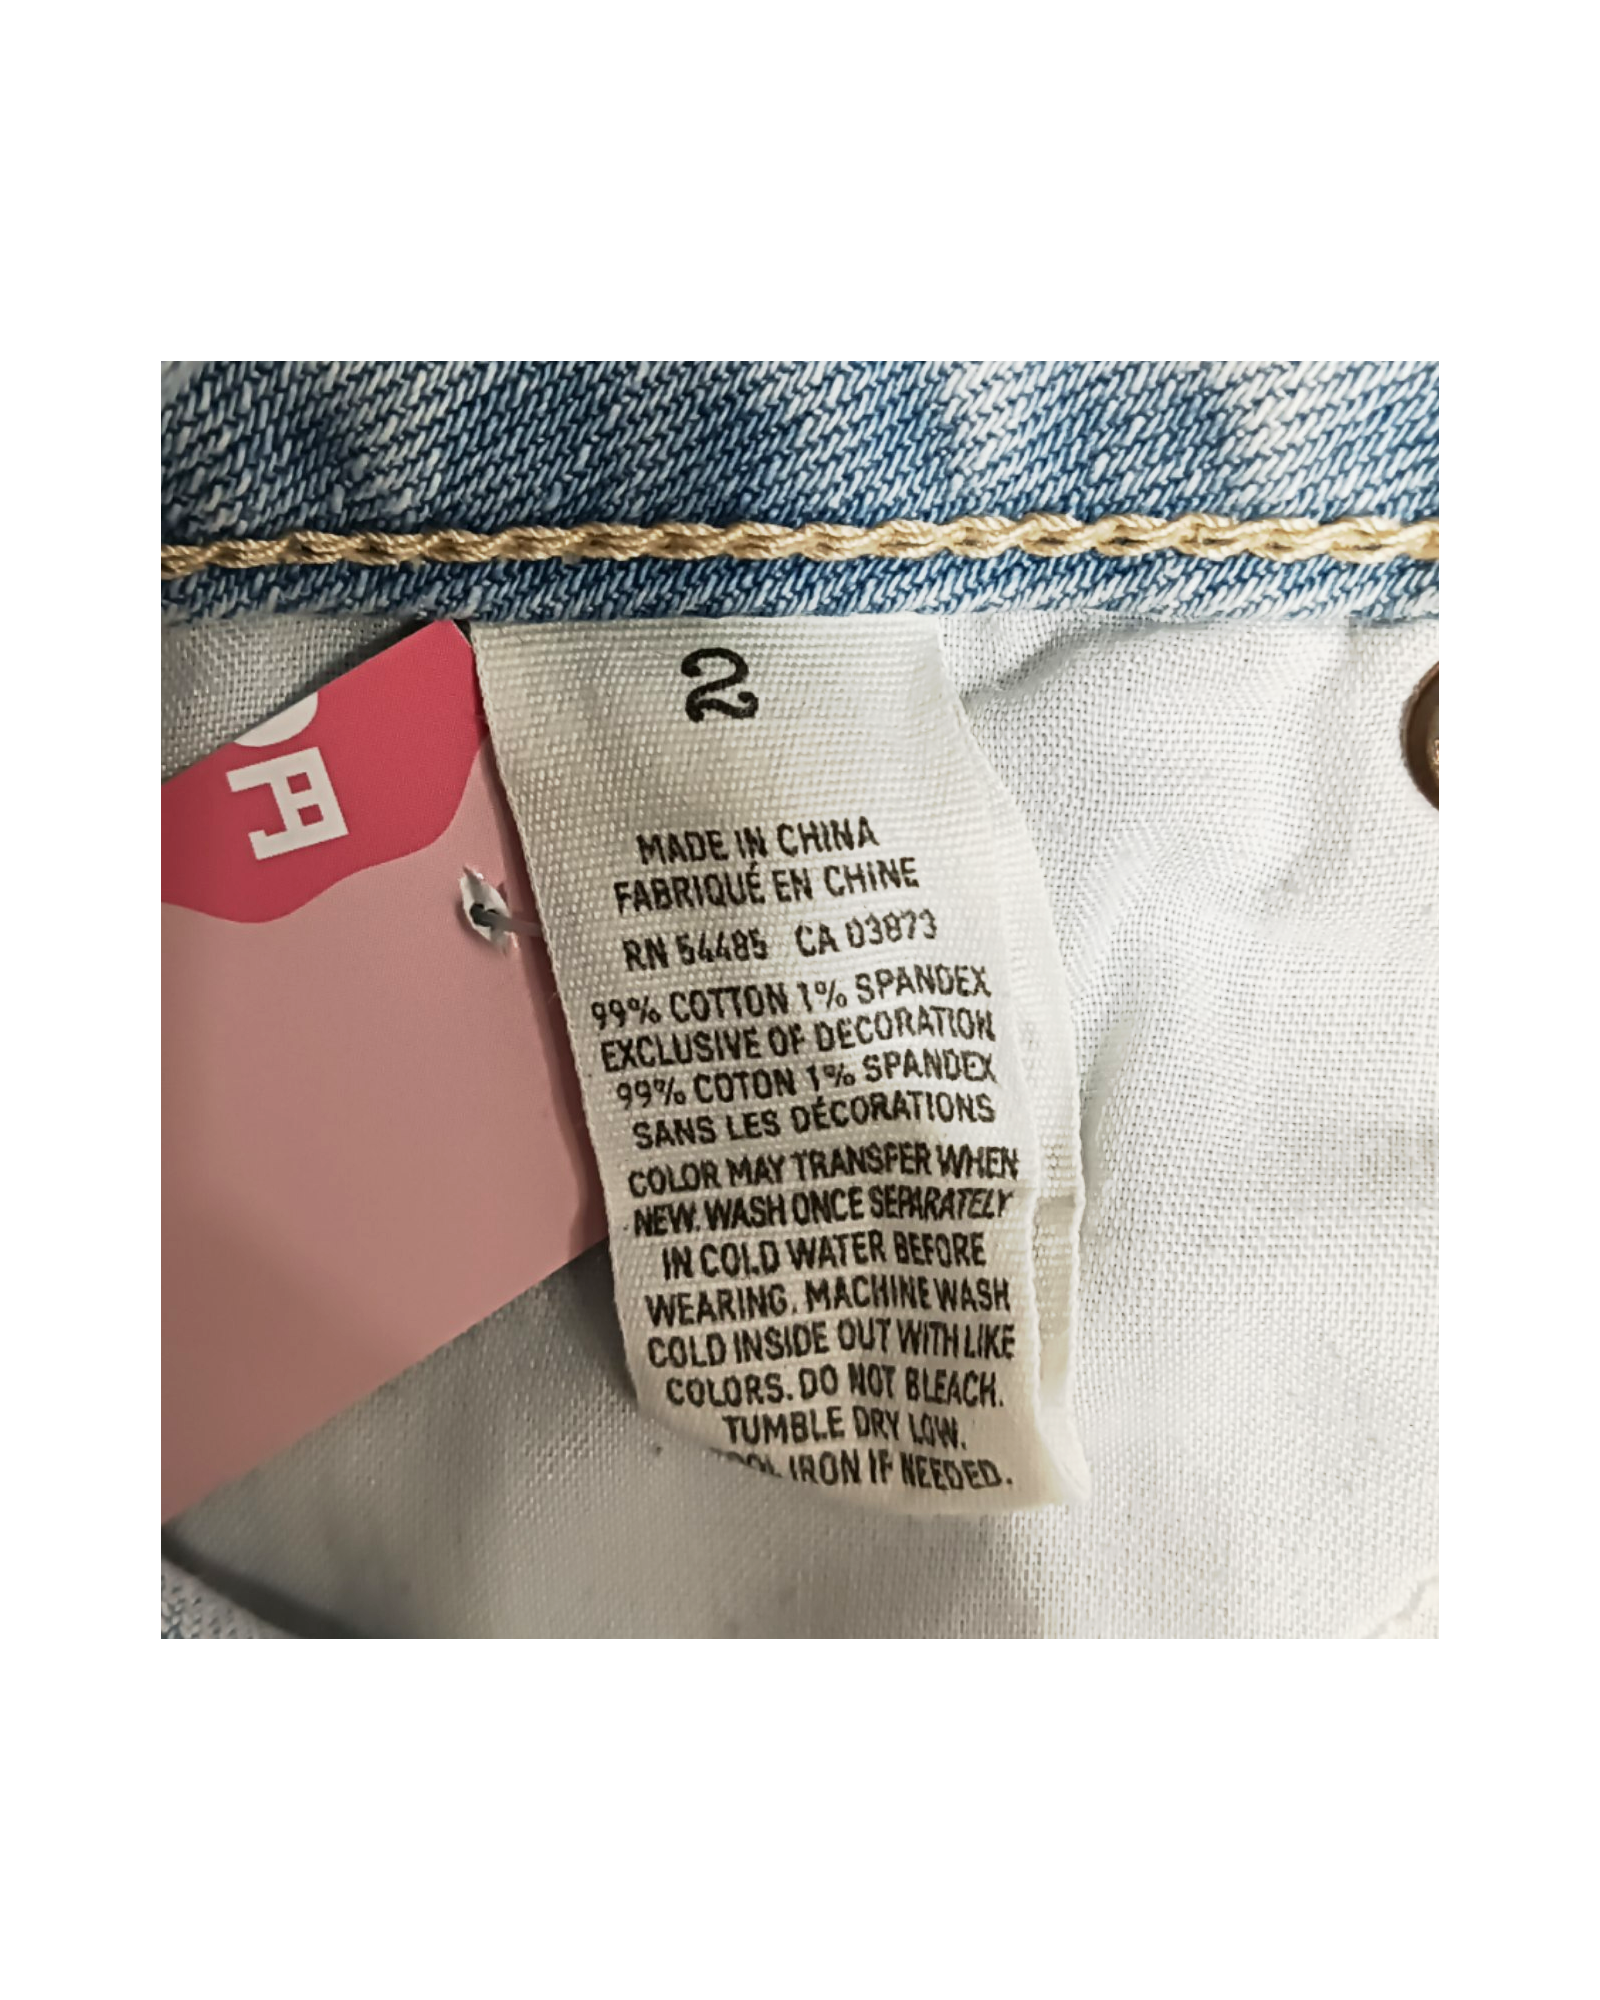 2
MADE IN CHINA
FABRIQUÉ EN CHINE
RN 54485 CA 03873
99% COTTON 1% SPANDEX
EXCLUSIVE OF DECORATION
99% COTON 1% SPANDEX
SANS LES DÉCORATIONS
COLOR MAY TRANSFER WHEN
NEW. WASH ONCE SEPARATELY
IN COLD WATER BEFORE
WEARING. MACHINE WASH
COLD INSIDE OUT WITH LIKE
COLORS. DO NOT BLEACH.
TUMBLE DRY LOW.
IRON IF NEEDED.